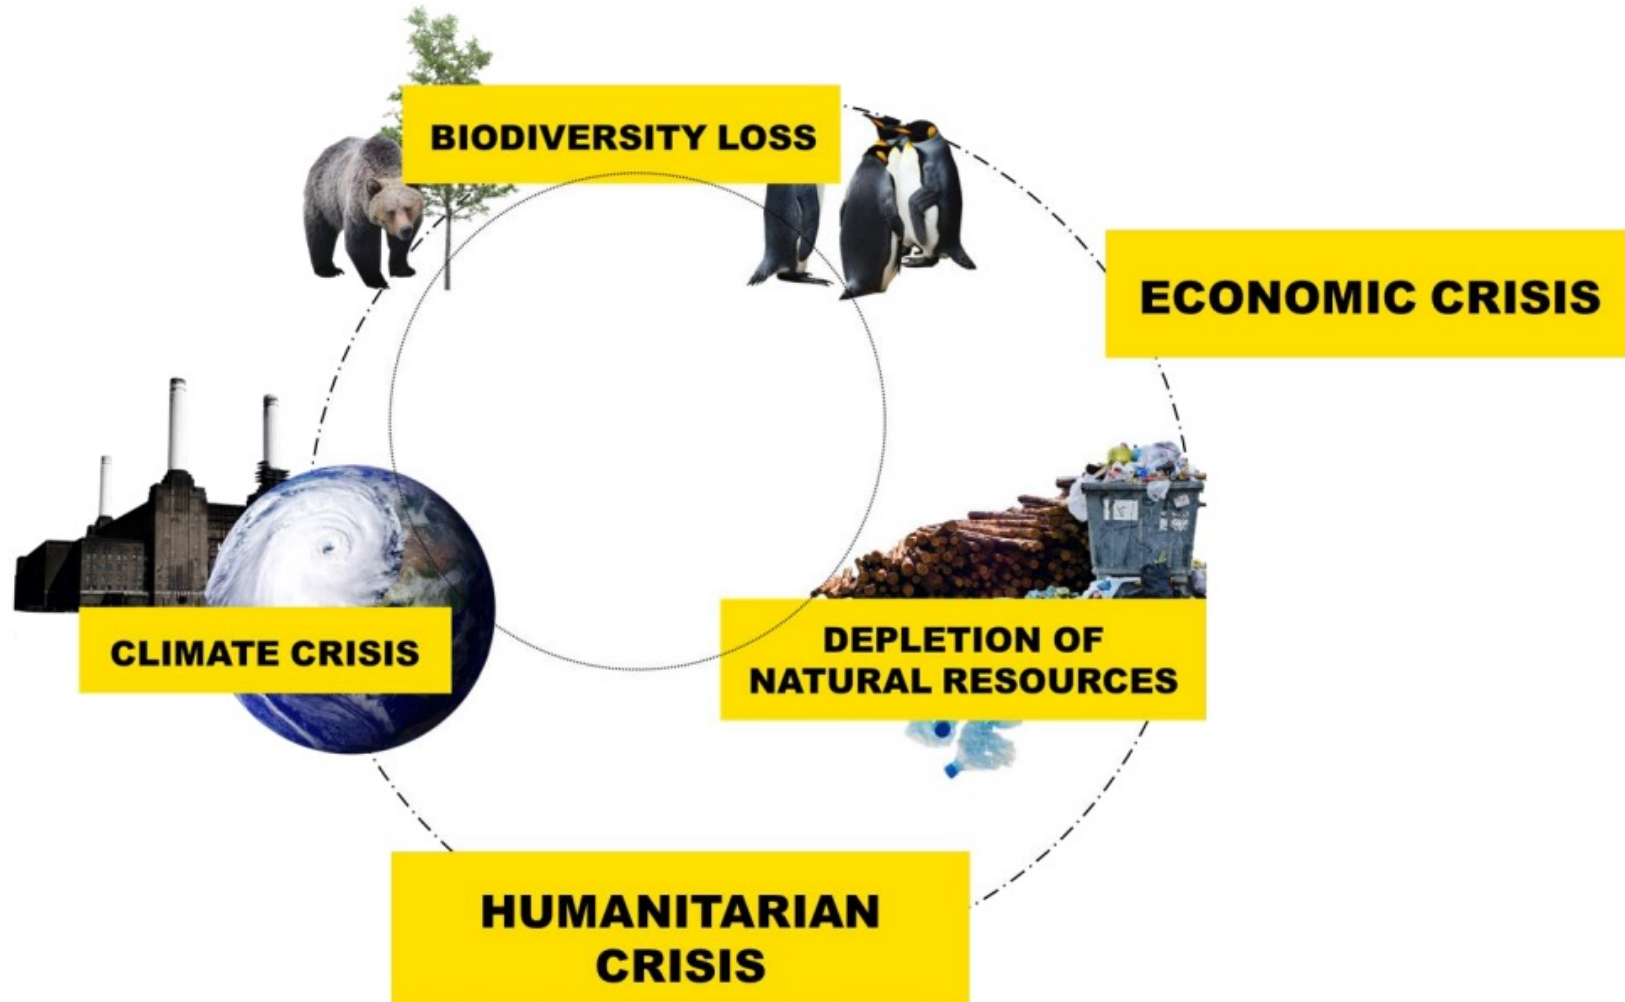 BIODIVERSITY LOSS
ECONOMIC CRISIS
CLIMATE CRISIS
DEPLETION OF
NATURAL RESOURCES
HUMANITARIAN
CRISIS